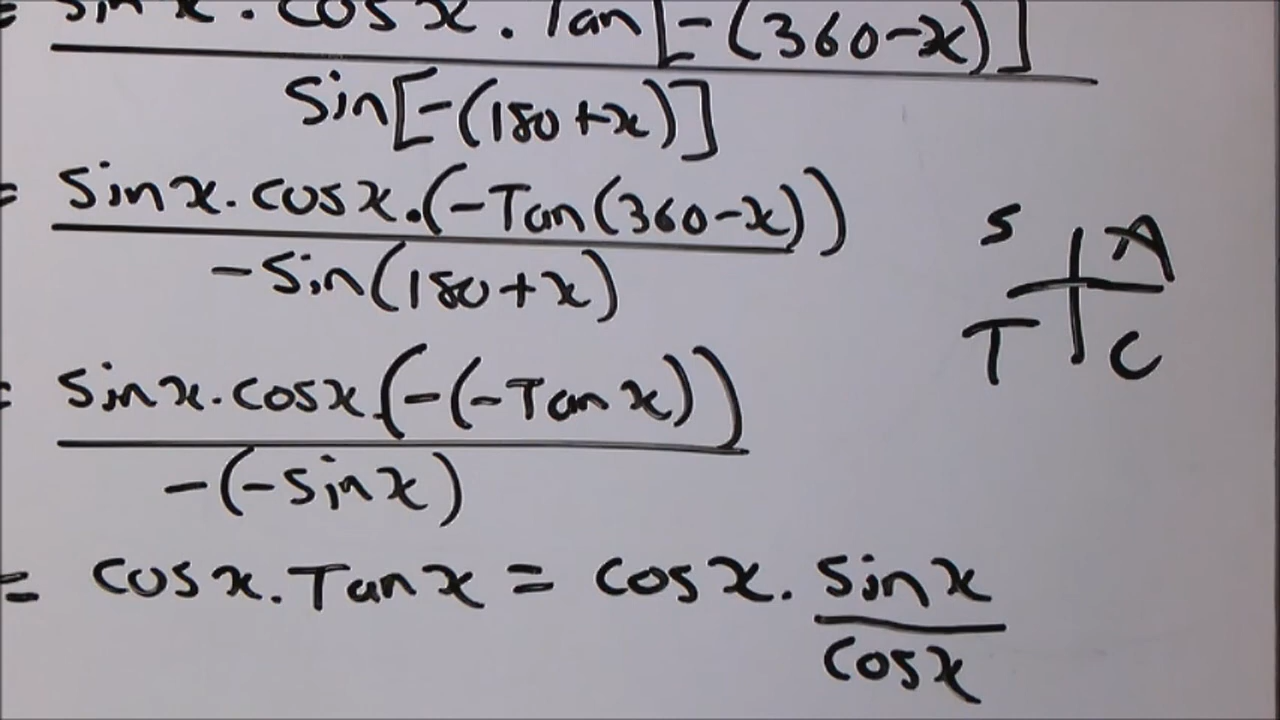 = sin x . cos x . Tan [-(360-x)]
Sin[-(180+x)]
= sin x . cos x . (-Tan(360-x))
-Sin(180+x)
S A
T C
= sin x . cos x . (-(-Tan x))
-(-sin x)
= cos x . Tan x = cos x . sin x
cos x